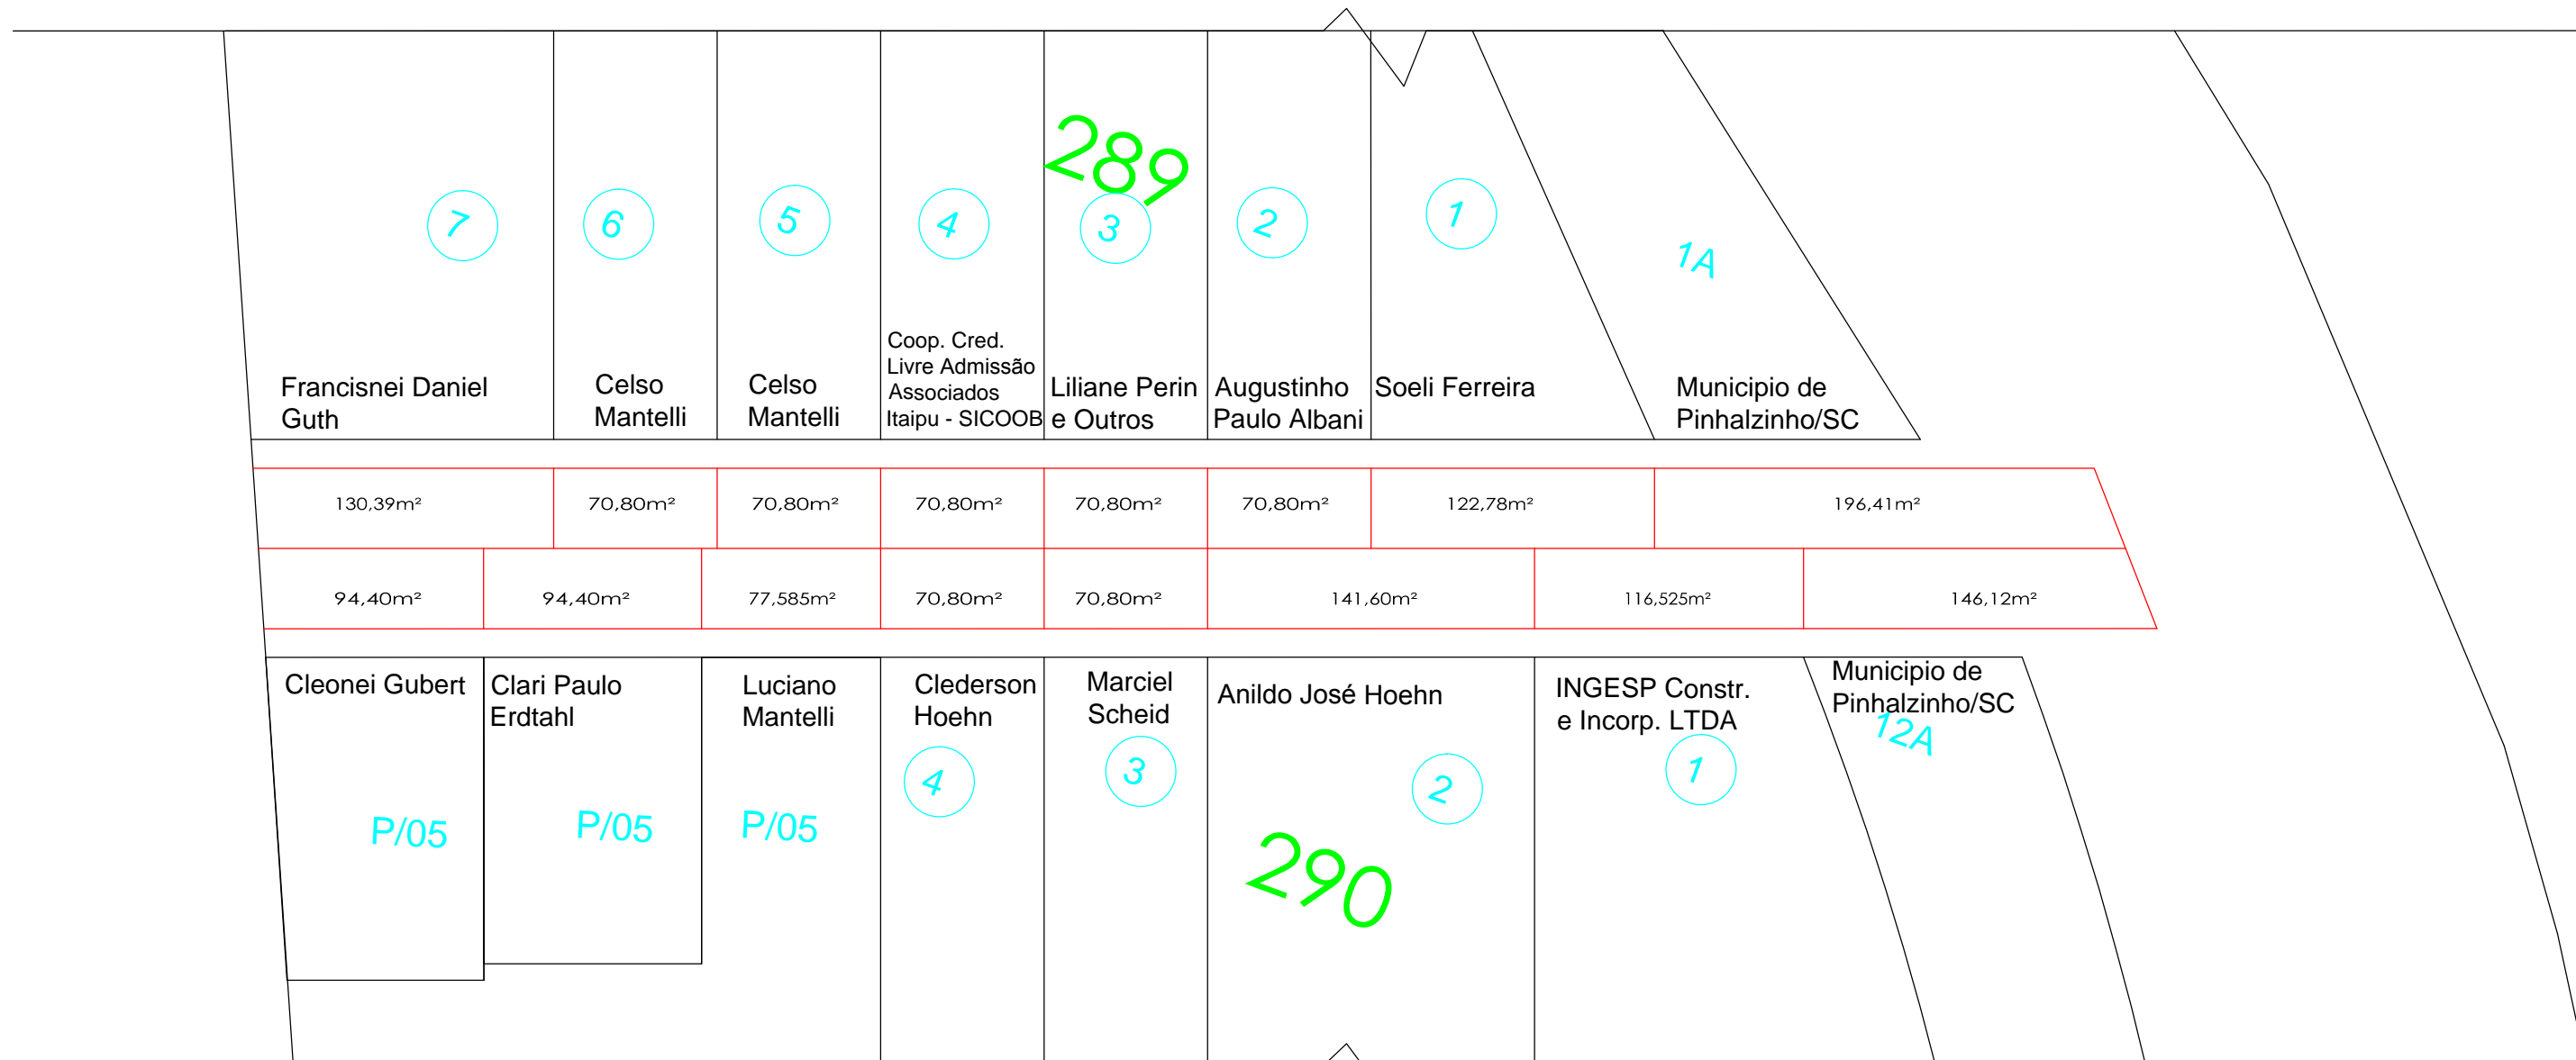 289
7
6
5
4
3
2
1
1A
Francisnei Daniel
Guth
Celso
Mantelli
Celso
Mantelli
Coop. Cred.
Livre Admissão
Associados
Itaipu - SICOOB
Liliane Perin
e Outros
Augustinho
Paulo Albani
Soeli Ferreira
Municipio de
Pinhalzinho/SC
130,39m²
70,80m²
70,80m²
70,80m²
70,80m²
70,80m²
122,78m²
196,41m²
94,40m²
94,40m²
77,585m²
70,80m²
70,80m²
141,60m²
116,525m²
146,12m²
Cleonei Gubert
Clari Paulo
Erdtahl
Luciano
Mantelli
Clederson
Hoehn
Marciel
Scheid
Anildo José Hoehn
INGESP Constr.
e Incorp. LTDA
Municipio de
Pinhalzinho/SC
12A
P/05
P/05
P/05
4
3
2
1
290